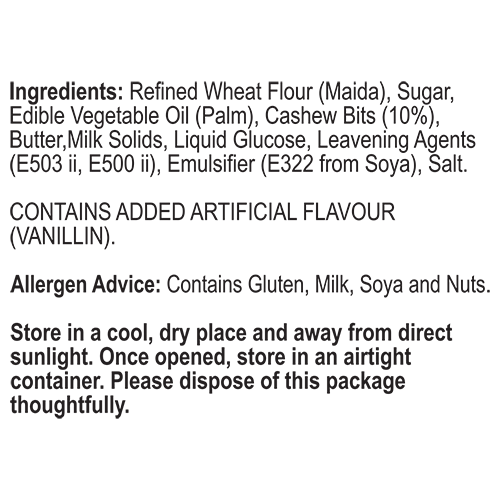 Ingredients: Refined Wheat Flour (Maida), Sugar,
Edible Vegetable Oil (Palm), Cashew Bits (10%),
Butter,Milk Solids, Liquid Glucose, Leavening Agents
(E503 ii, E500 ii), Emulsifier (E322 from Soya), Salt.
CONTAINS ADDED ARTIFICIAL FLAVOUR
(VANILLIN).
Allergen Advice: Contains Gluten, Milk, Soya and Nuts.
Store in a cool, dry place and away from direct
sunlight. Once opened, store in an airtight
container. Please dispose of this package
thoughtfully.